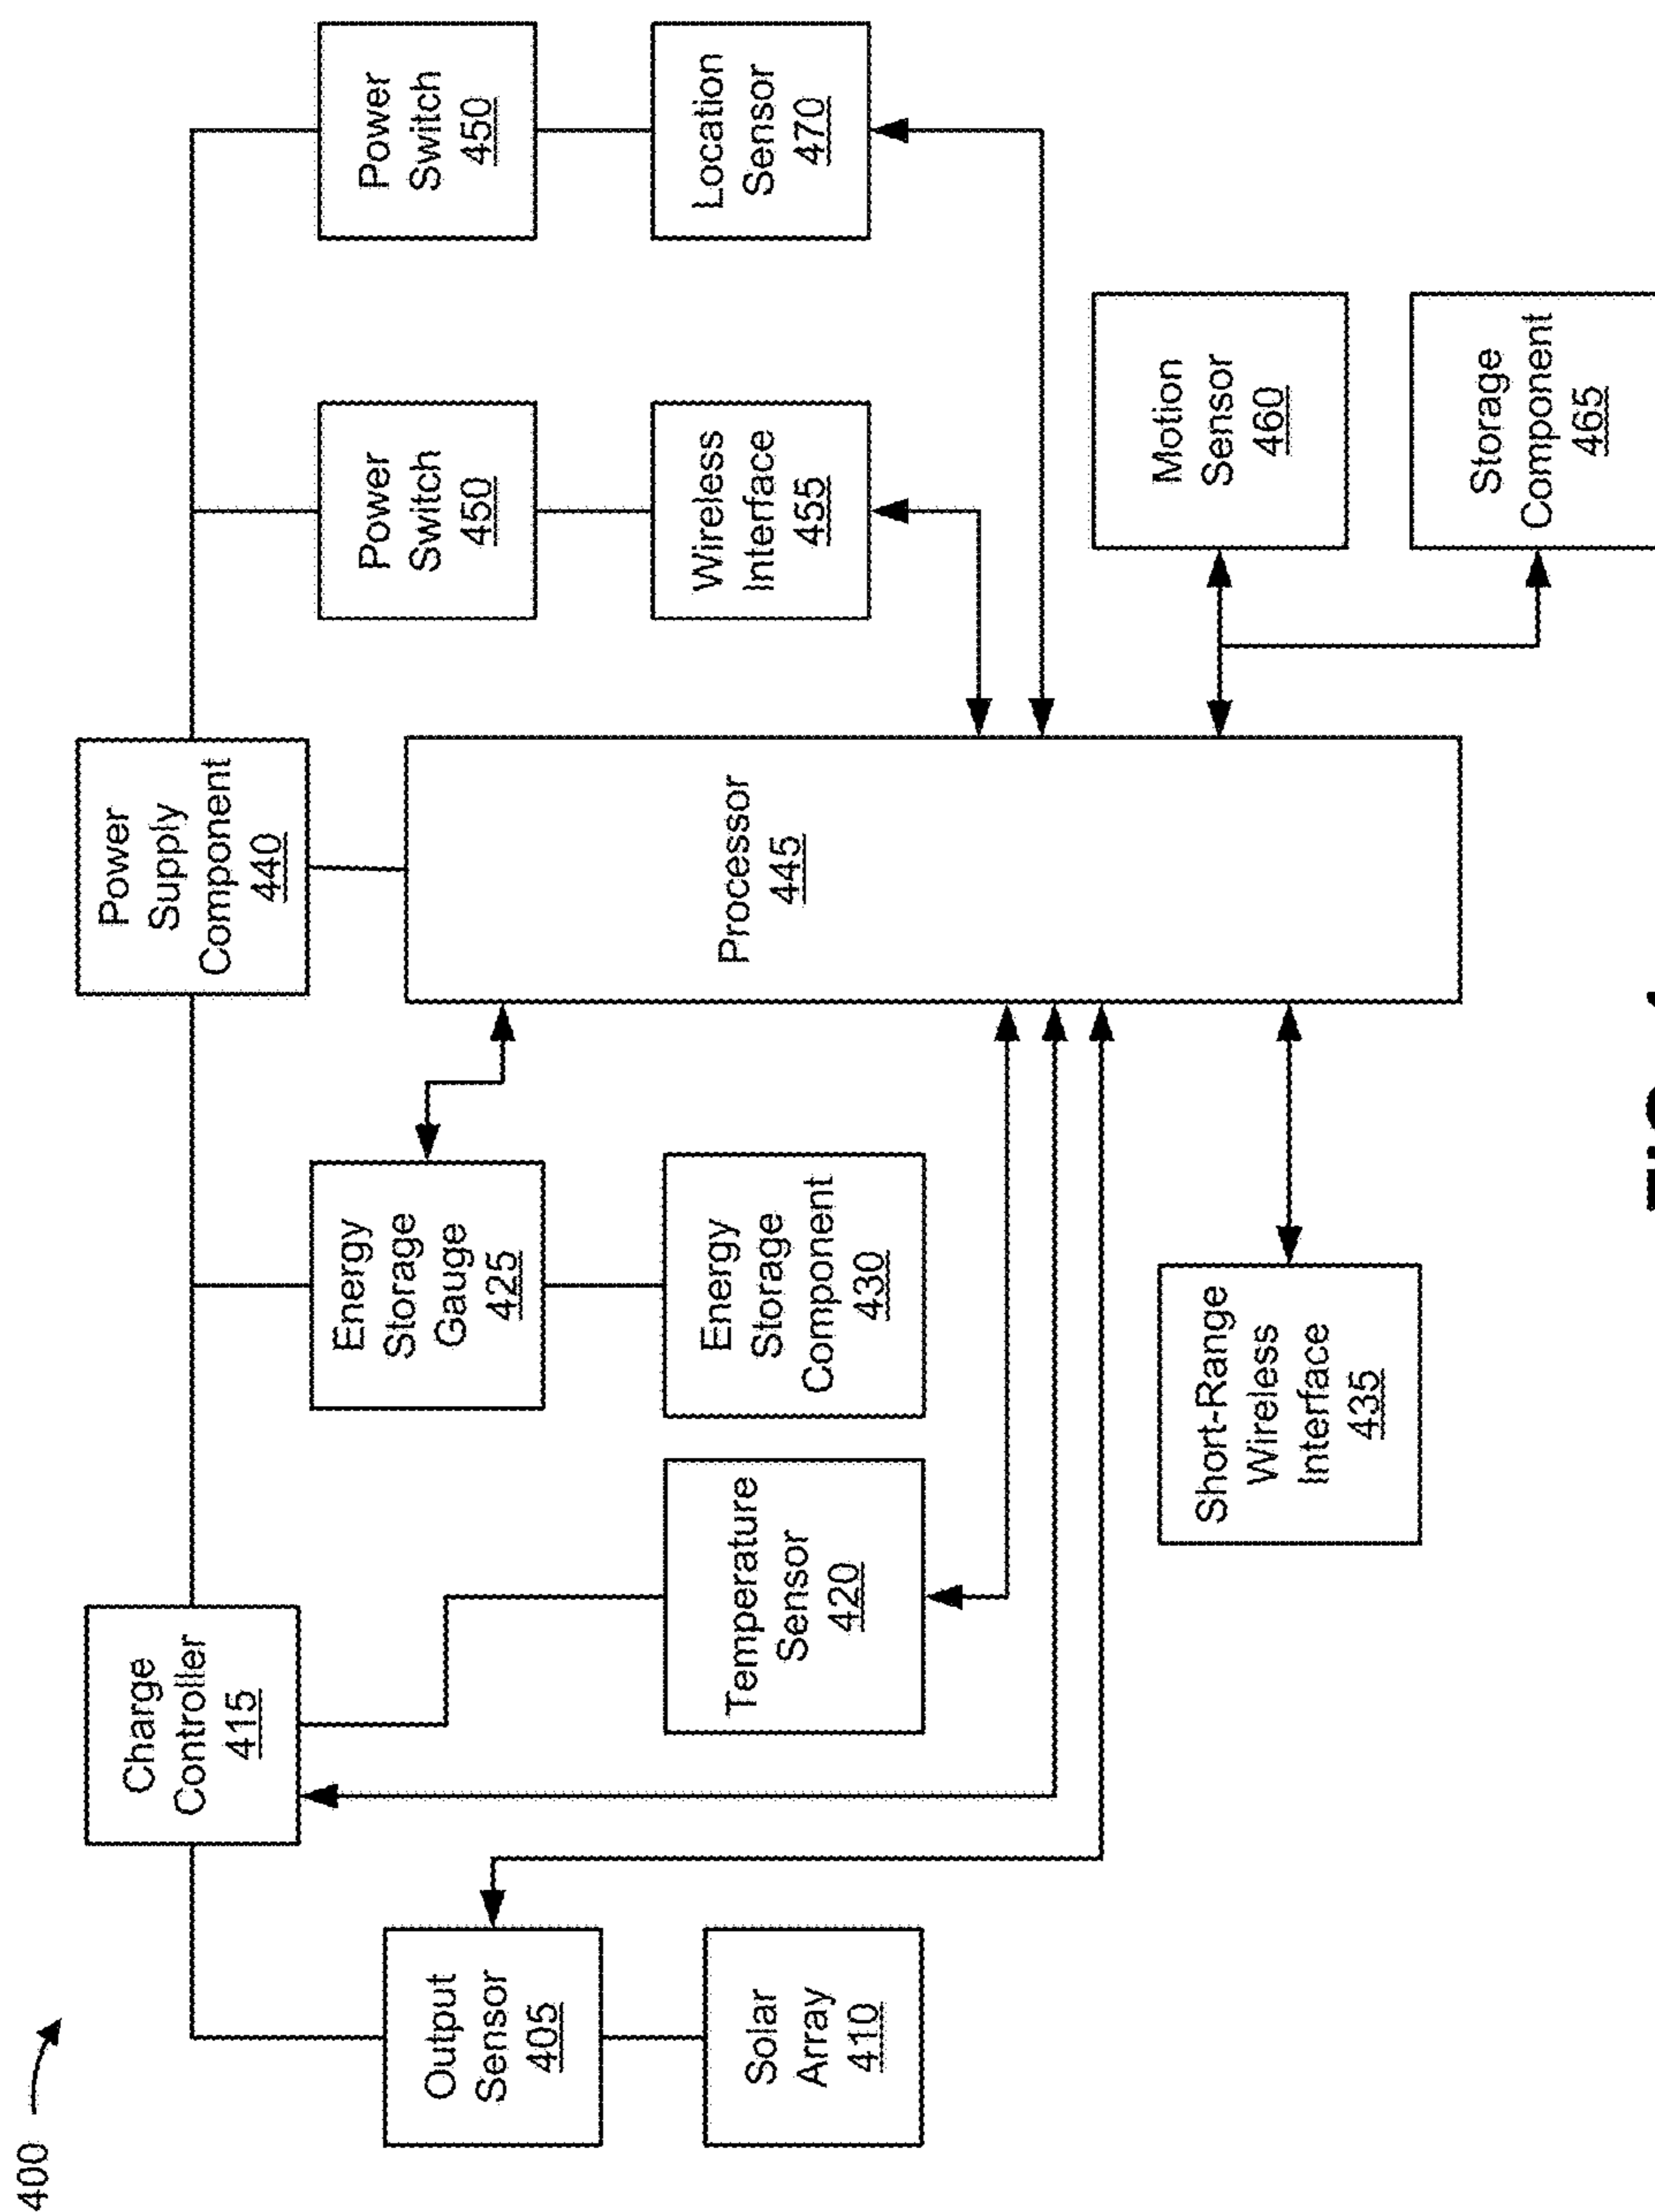 400
Charge
Controller
415
Power
Supply
Component
440
Output
Sensor
405
Energy
Storage
Gauge
425
Power
Switch
450
Power
Switch
450
Solar
Array
410
Temperature
Sensor
420
Energy
Storage
Component
430
Processor
445
Wireless
Interface
455
Location
Sensor
470
Short-Range
Wireless
Interface
435
Motion
Sensor
460
Storage
Component
465